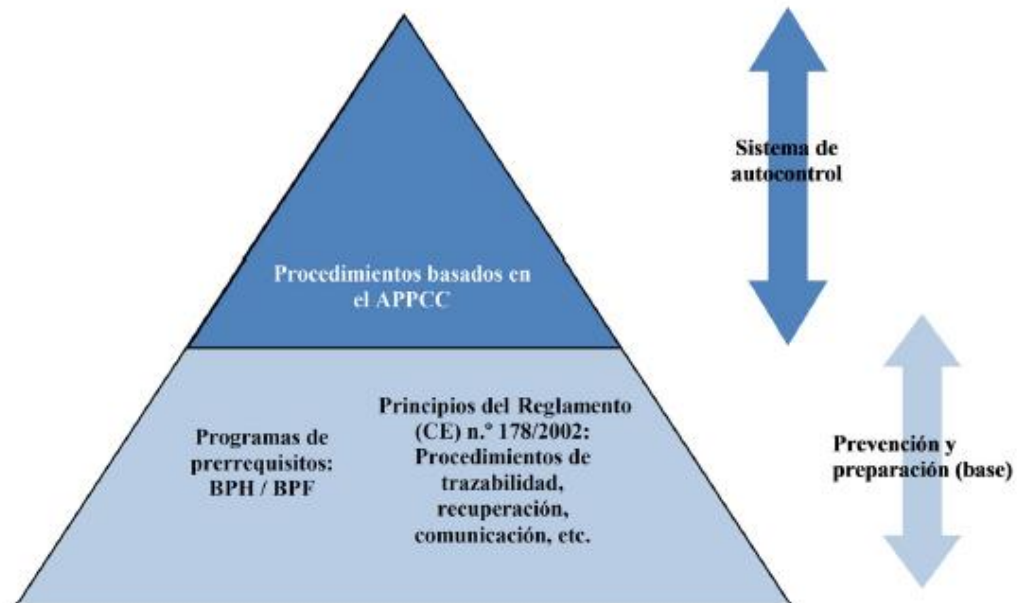 Sistema de
autocontrol
Procedimientos basados en
el APPCC
Programas de
prerrequisitos:
BPH / BPF
Principios del Reglamento
(CE) n.º 178/2002:
Procedimientos de
trazabilidad,
recuperación,
comunicación, etc.
Prevención y
preparación (base)